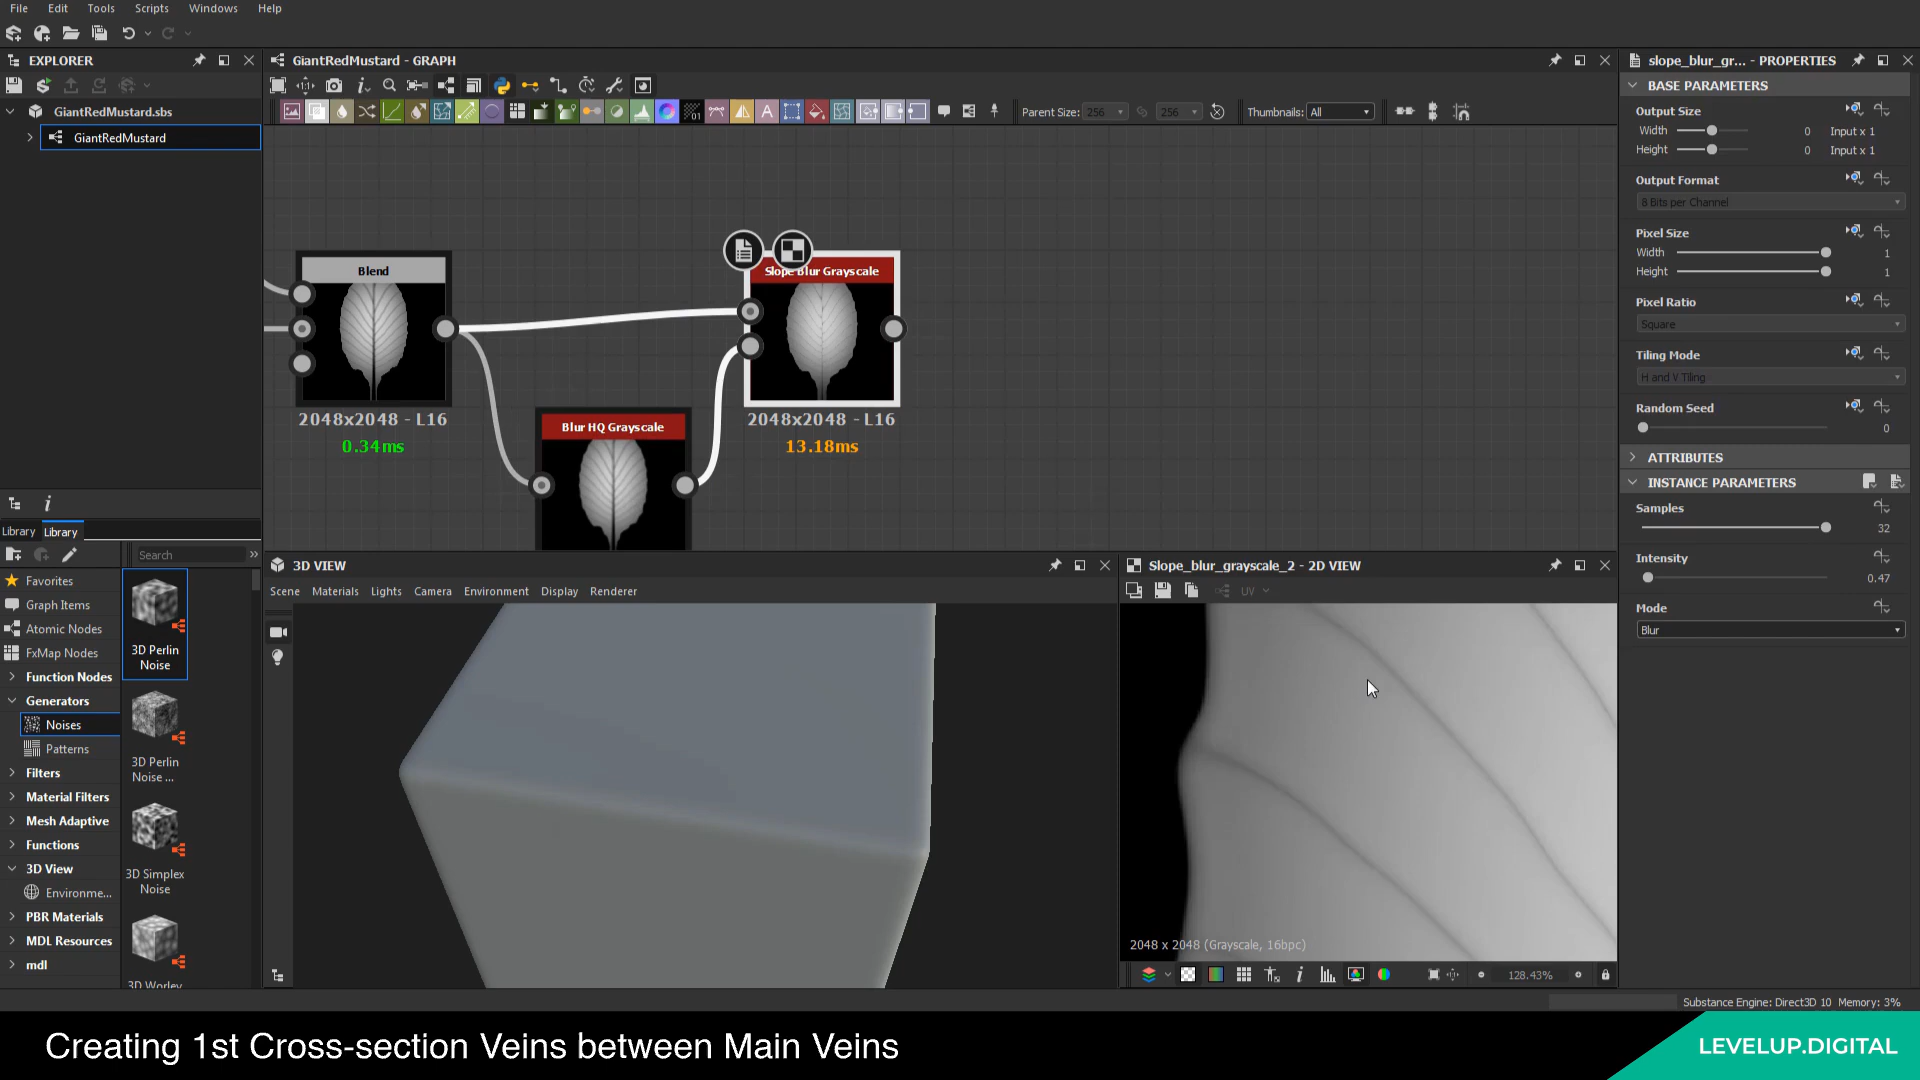 File Edit Tools Scripts Windows Help
EXPLORER
GiantRedMustard.sbs
GiantRedMustard
Library Library
Search
Favorites
Graph Items
Atomic Nodes
FxMap Nodes
Function Nodes
Generators
Noises
Patterns
Filters
Material Filters
Mesh Adaptive
Functions
3D View
Environme...
PBR Materials
MDL Resources
mdl
3D Perlin
Noise
3D Perlin
Noise ...
3D Simplex
Noise
3D Worley
GiantRedMustard - GRAPH
Parent Size: 256 256 Thumbnails: All
Blend
2048x2048 - L16
0.34ms
Blur HQ Grayscale
Slope Blur Grayscale
2048x2048 - L16
13.18ms
3D VIEW
Scene Materials Lights Camera Environment Display Renderer
Slope_blur_grayscale_2 - 2D VIEW
UV
2048 x 2048 (Grayscale, 16bpc)
128.43%
slope_blur_gr... - PROPERTIES
BASE PARAMETERS
Output Size
Width 0 Input x 1
Height 0 Input x 1
Output Format
8 Bits per Channel
Pixel Size
Width 1
Height 1
Pixel Ratio
Square
Tiling Mode
H and V Tiling
Random Seed
0
ATTRIBUTES
INSTANCE PARAMETERS
Samples
32
Intensity
0.47
Mode
Blur
Substance Engine: Direct3D 10 Memory: 3%
Creating 1st Cross-section Veins between Main Veins
LEVELUP.DIGITAL